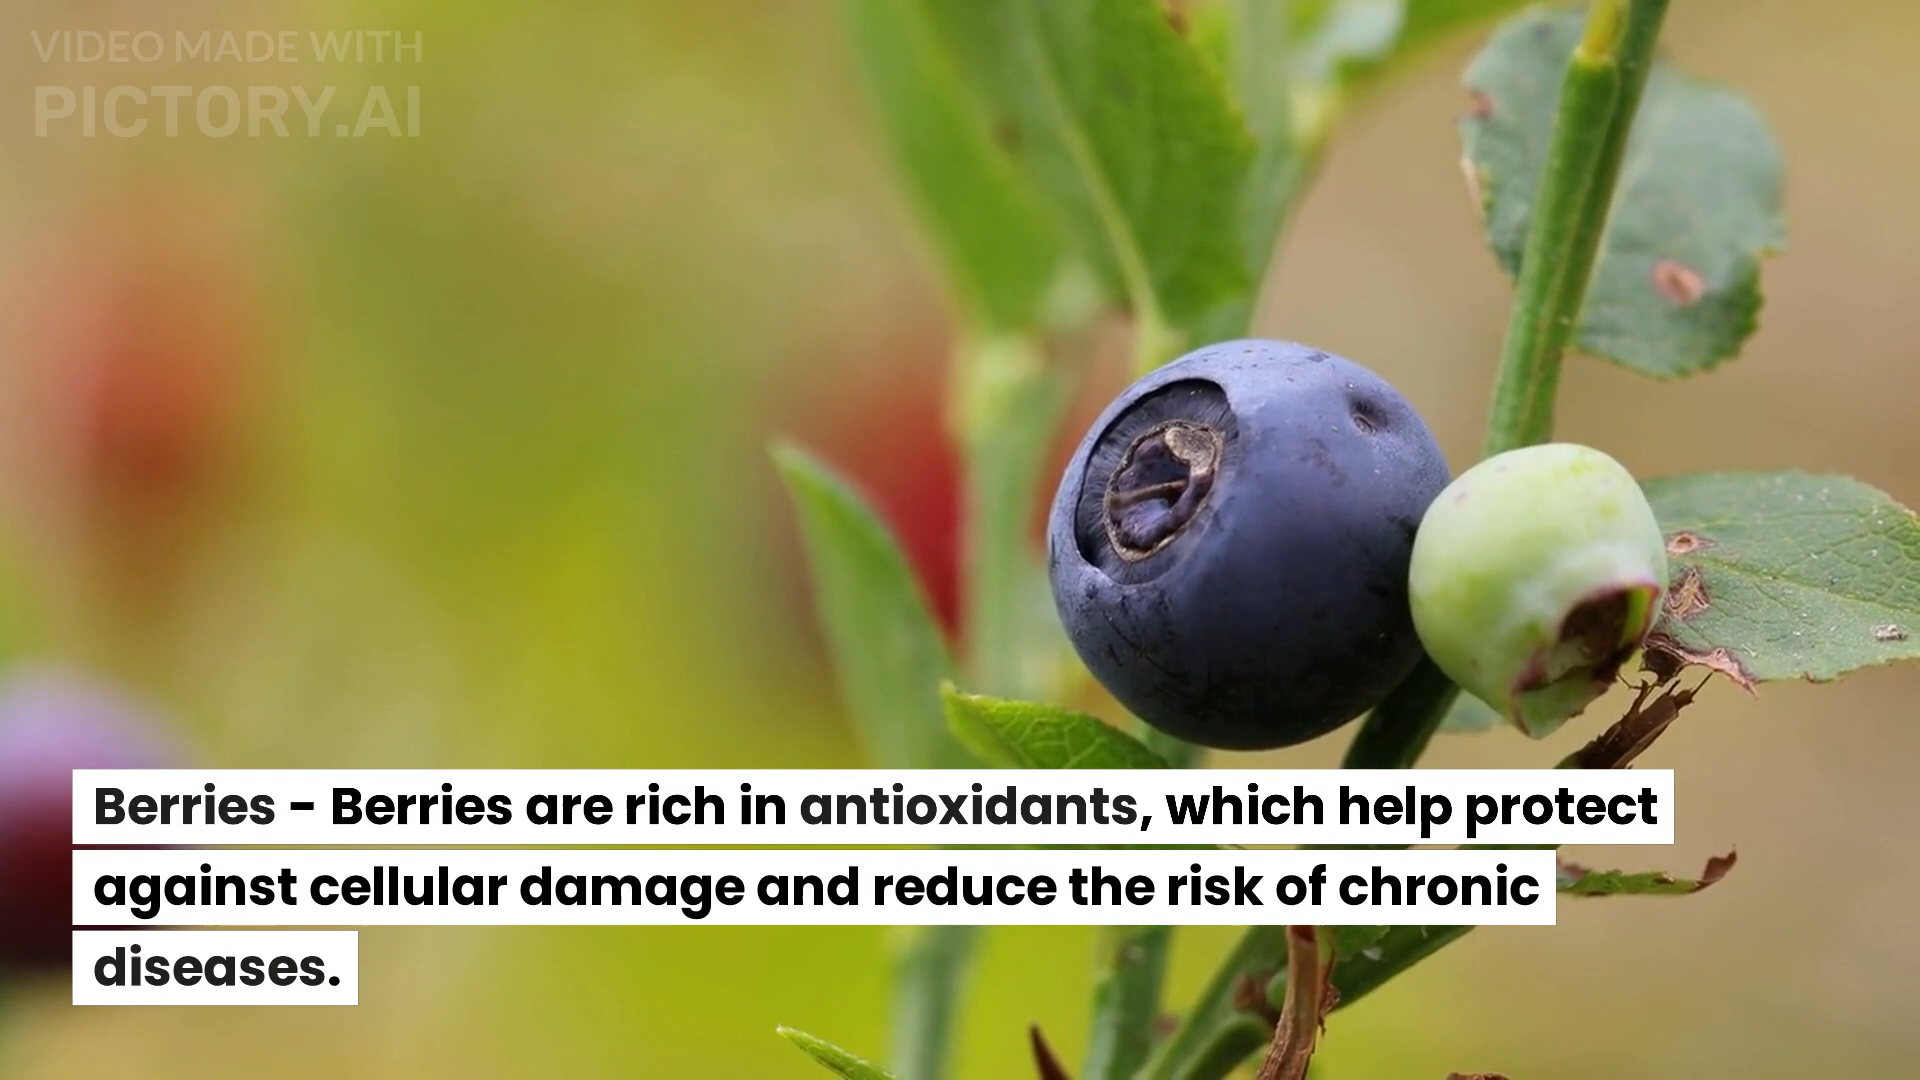 VIDEO MADE WITH
PICTORY.AI
Berries - Berries are rich in antioxidants, which help protect
against cellular damage and reduce the risk of chronic
diseases.